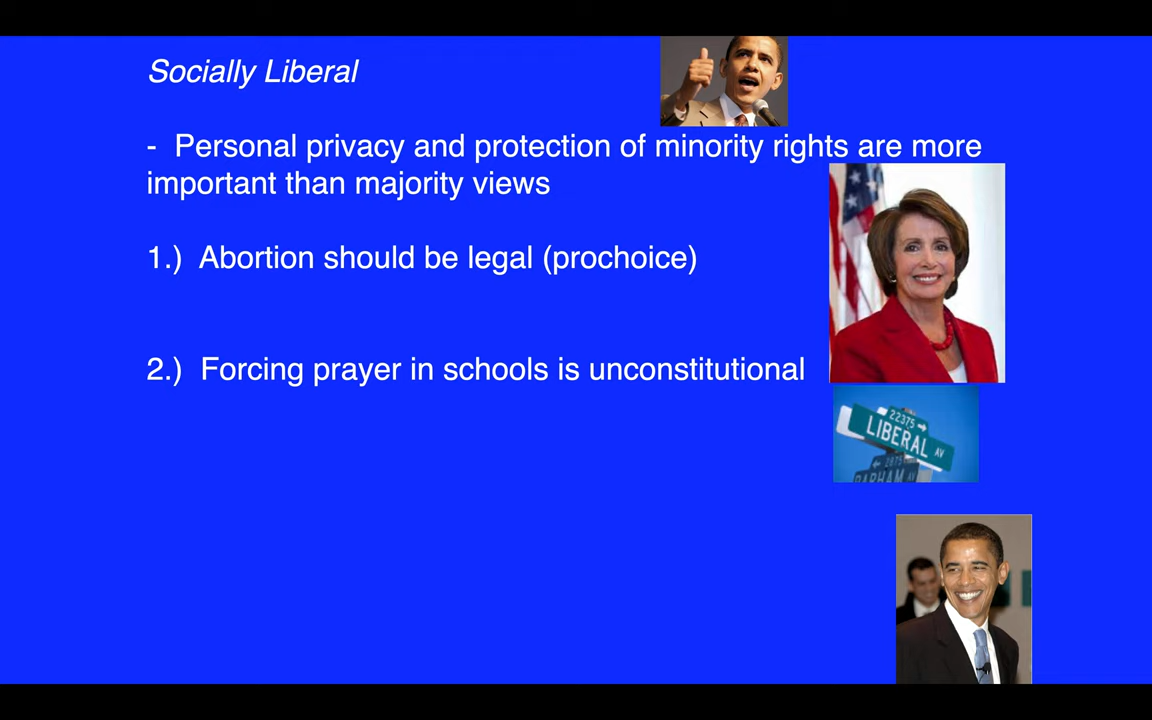 Socially Liberal
- Personal privacy and protection of minority rights are more
important than majority views
1.) Abortion should be legal (prochoice)
2.) Forcing prayer in schools is unconstitutional
22375
LIBERAL AV